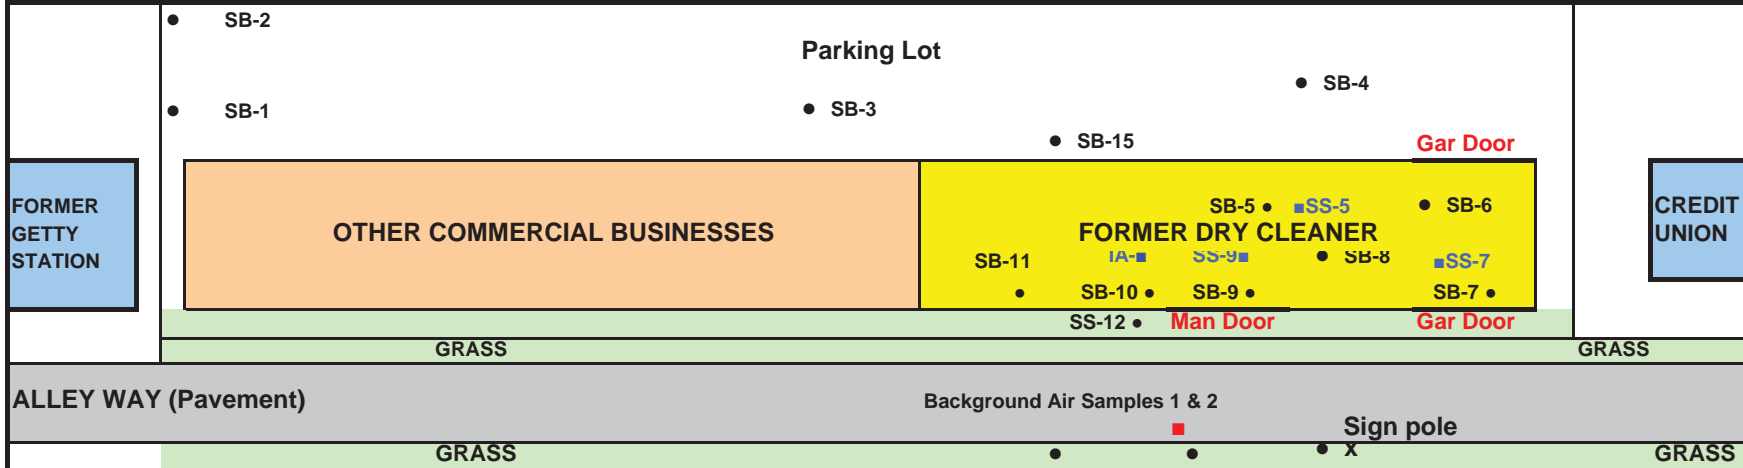 SB-2
Parking Lot
SB-4
SB-1
SB-3
SB-15
Gar Door
FORMER
GETTY
STATION
OTHER COMMERCIAL BUSINESSES
SB-5
SS-5
SB-6
FORMER DRY CLEANER
CREDIT
UNION
SB-11
IA-
SS-9
SB-8
SS-7
SB-10
SB-9
SB-7
SS-12
Man Door
Gar Door
GRASS
GRASS
ALLEY WAY (Pavement)
Background Air Samples 1 & 2
Sign pole
x
GRASS
GRASS